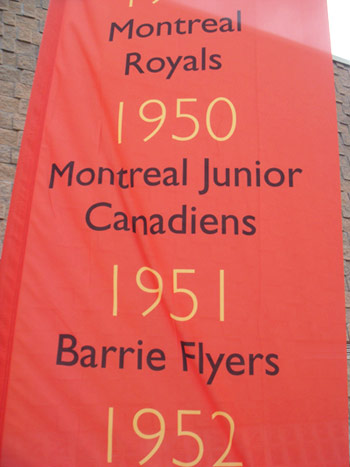 Montreal
Royals
1950
Montreal Junior
Canadiens
1951
Barrie Flyers
1952